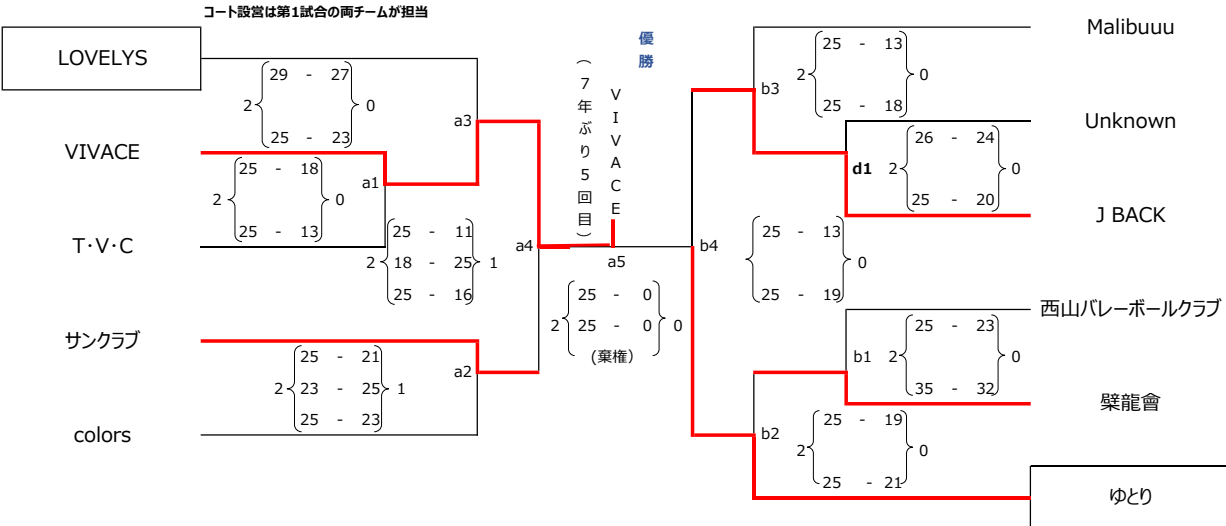 コート設営は第1試合の両チームが担当
LOVELYS
VIVACE
T・V・C
サンクラブ
colors
29 - 27
2 0
25 - 23
a3
25 - 18
2 0
25 - 13
a1
25 - 11
2 18 - 25 1
25 - 16
a4
25 - 21
2 23 - 25 1
25 - 23
a2
優勝
VIVACE
(7年ぶり5回目)
a5
25 - 0
2 25 - 0 0
(棄権)
Malibuuu
Unknown
J BACK
西山バレーボールクラブ
襞龍會
ゆとり
25 - 13
2 0
25 - 18
b3
26 - 24
d1 2 0
25 - 20
b4
25 - 13
0
25 - 19
25 - 23
b1 2 0
35 - 32
b2
25 - 19
2 0
25 - 21